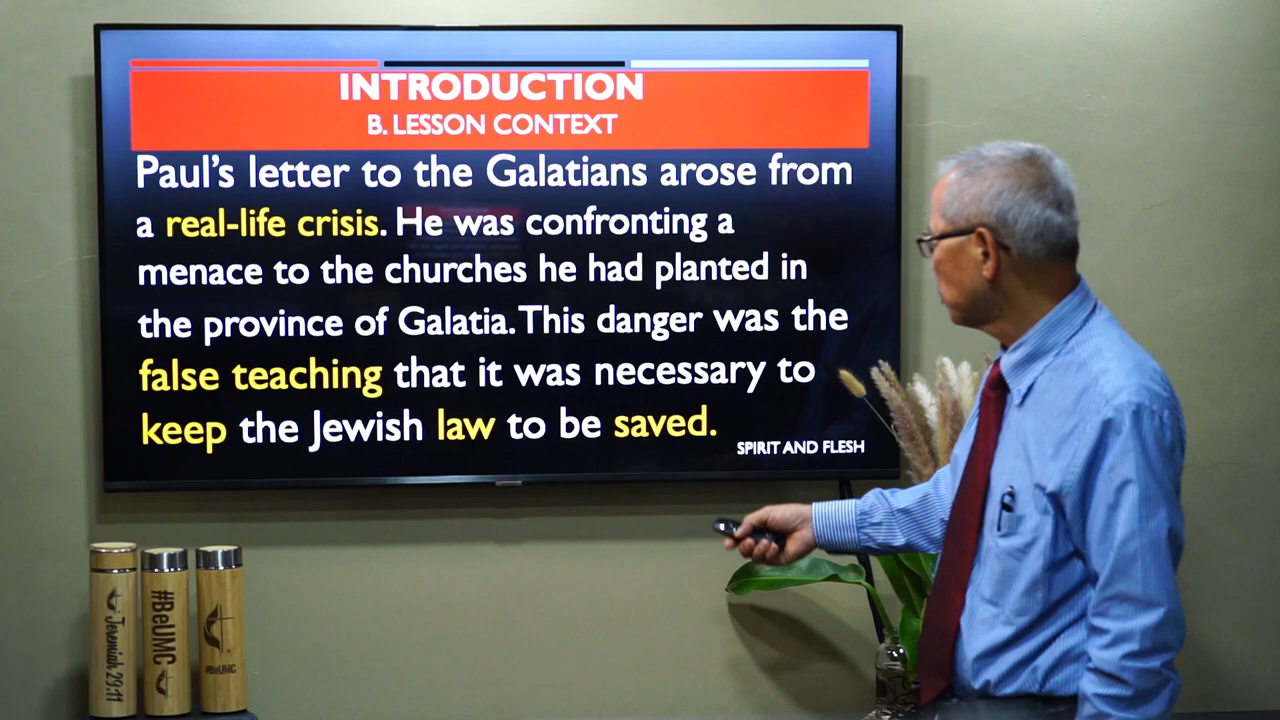 INTRODUCTION
B. LESSON CONTEXT
Paul's letter to the Galatians arose from
a real-life crisis. He was confronting a
menace to the churches he had planted in
the province of Galatia. This danger was the
false teaching that it was necessary to
keep the Jewish law to be saved.
SPIRIT AND FLESH
Jeremiah 29:11
#BeUMC
#BeUMC